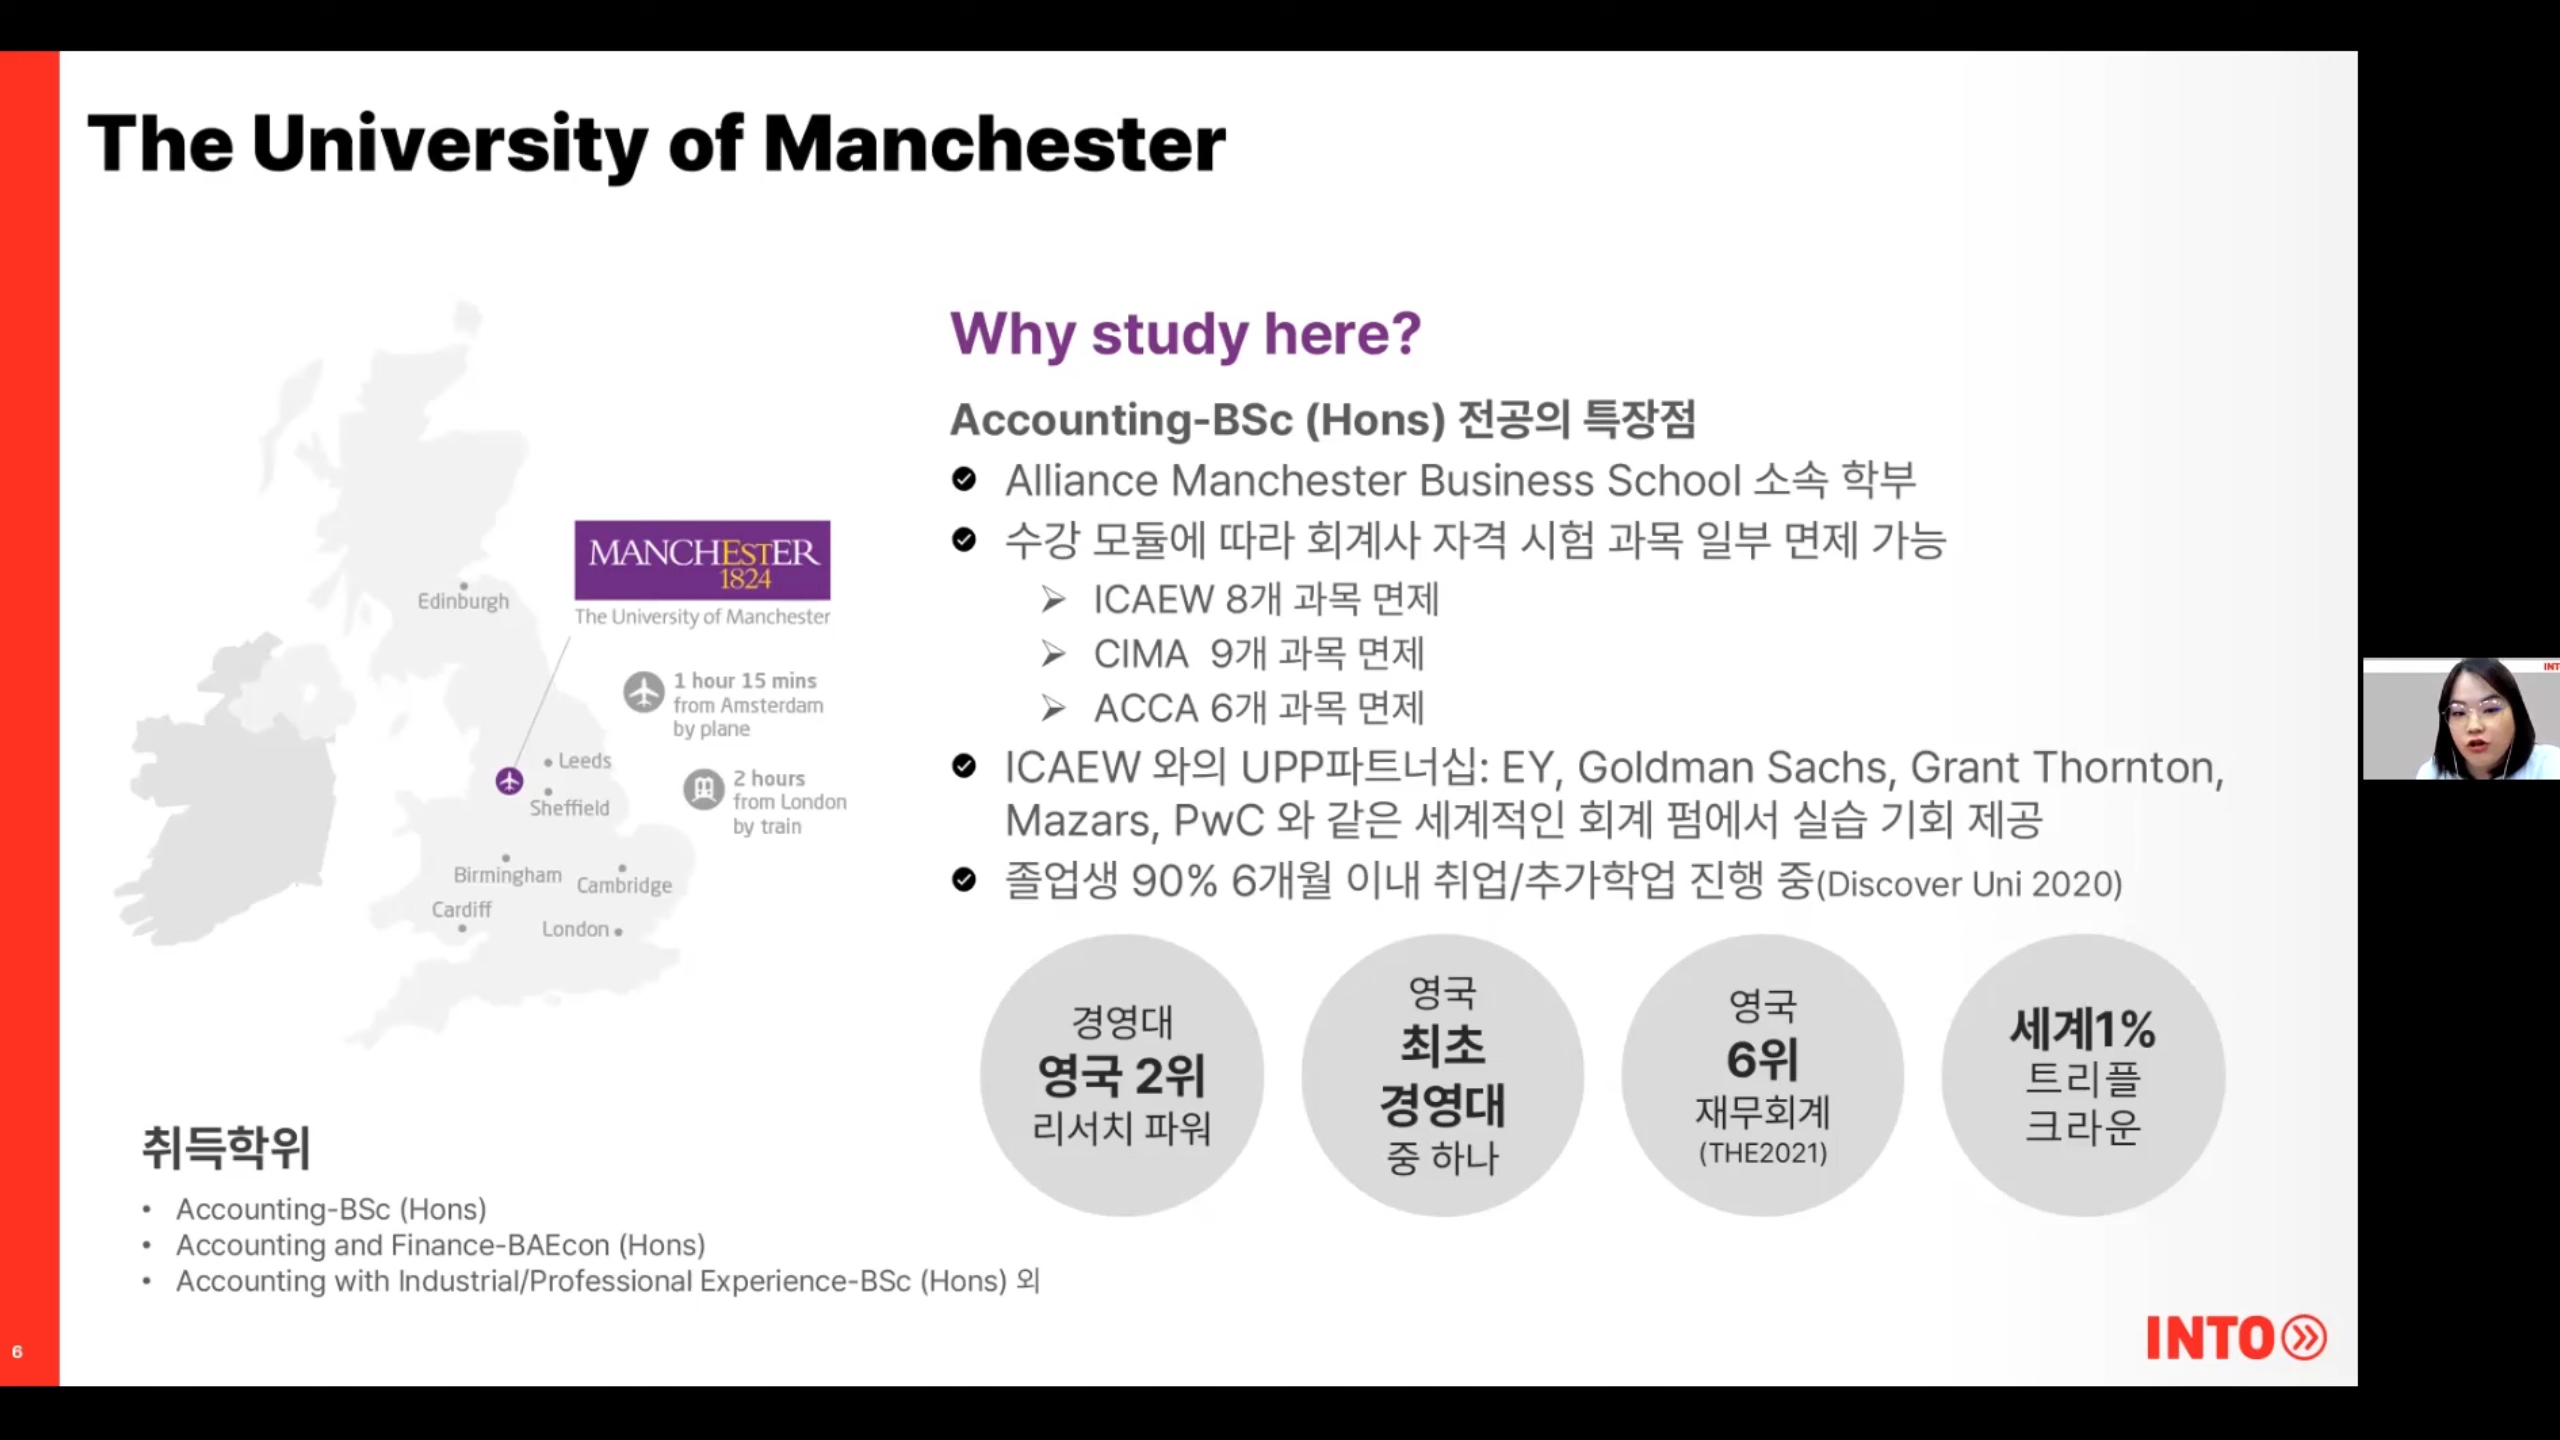 The University of Manchester
MANCHESTER
1824
The University of Manchester
Edinburgh
1 hour 15 mins
from Amsterdam
by plane
Leeds
Sheffield
2 hours
from London
by train
Birmingham
Cambridge
Cardiff
London
취득학위
• Accounting-BSc (Hons)
• Accounting and Finance-BAEcon (Hons)
• Accounting with Industrial/Professional Experience-BSc (Hons) 외
Why study here?
Accounting-BSc (Hons) 전공의 특장점
Alliance Manchester Business School 소속 학부
수강 모듈에 따라 회계사 자격 시험 과목 일부 면제 가능
ICAEW 8개 과목 면제
CIMA 9개 과목 면제
ACCA 6개 과목 면제
ICAEW 와의 UPP파트너십: EY, Goldman Sachs, Grant Thornton,
Mazars, PwC 와 같은 세계적인 회계 펌에서 실습 기회 제공
졸업생 90% 6개월 이내 취업/추가학업 진행 중(Discover Uni 2020)
경영대
영국 2위
리서치 파워
영국
최초
경영대
중 하나
영국
6위
재무회계
(THE2021)
세계1%
트리플
크라운
6
INTO
INT